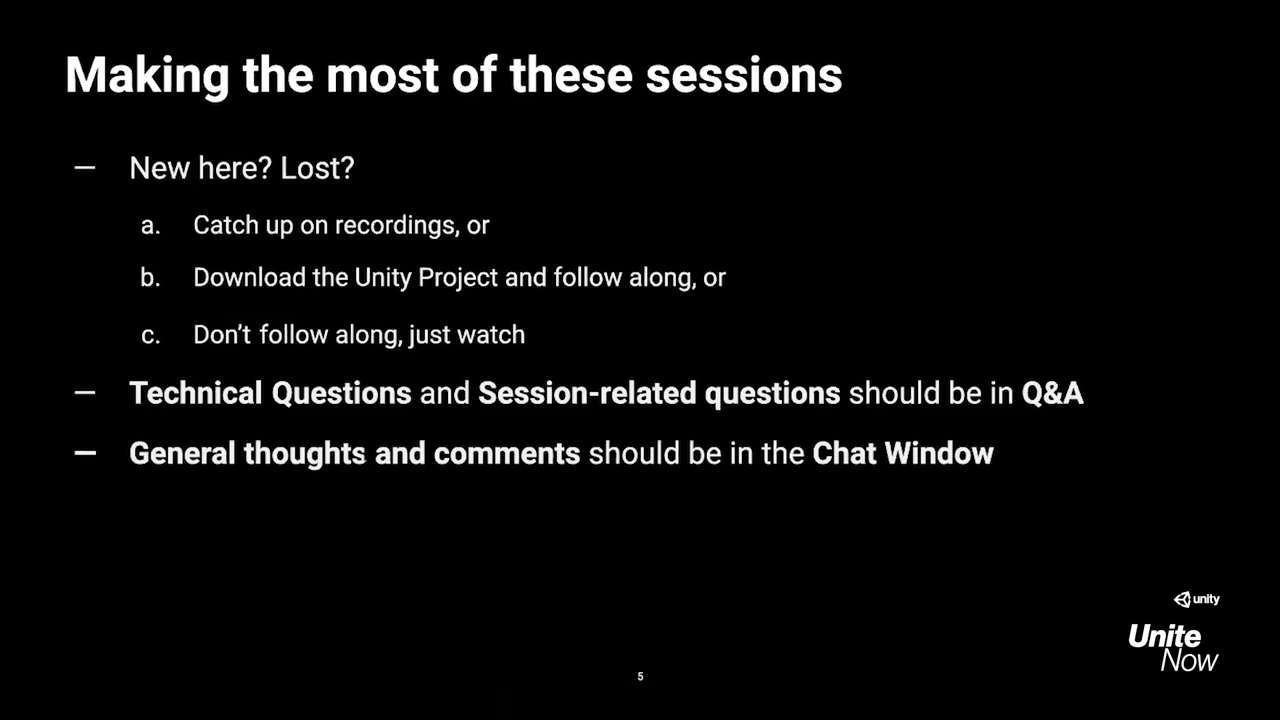 Making the most of these sessions
— New here? Lost?
a. Catch up on recordings, or
b. Download the Unity Project and follow along, or
c. Don’t follow along, just watch
— Technical Questions and Session-related questions should be in Q&A
— General thoughts and comments should be in the Chat Window
unity
Unite
Now
5